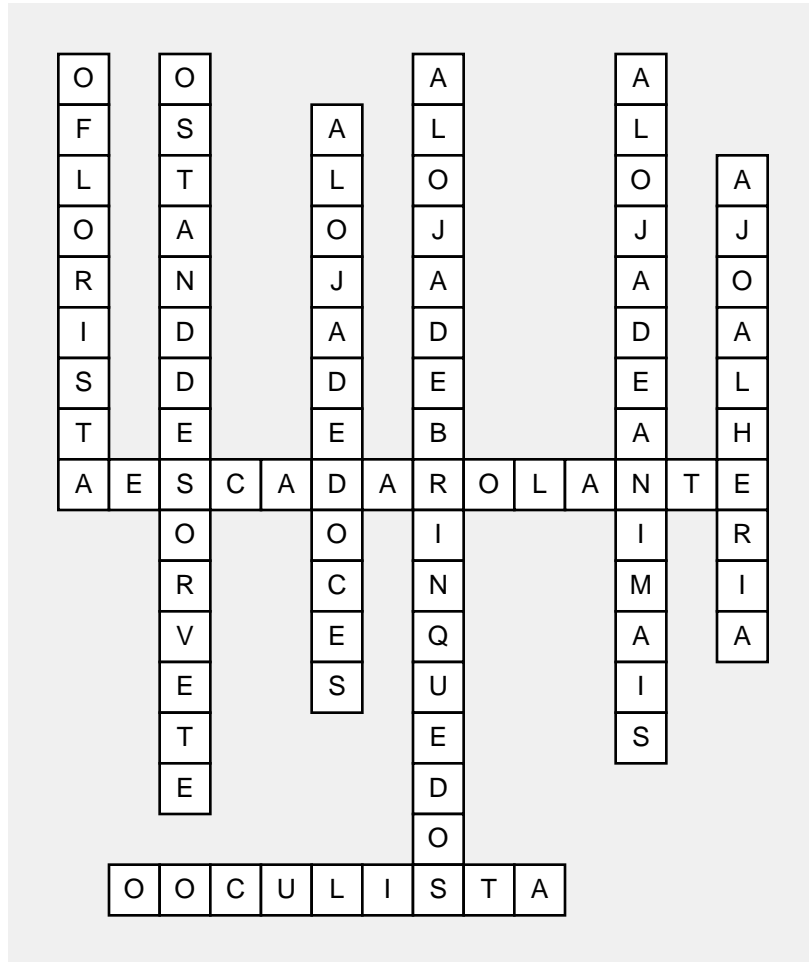 OFLORISTA
OSTANDDESORVETE
ALOJADEDOCES
ALOJADEBRINQUEDOS
ALOJADEANIMAIS
AJOALHERIA
AESCADAROLANTE
OOCULISTA